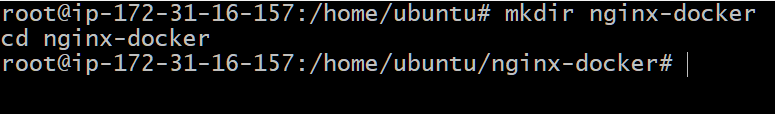 root@ip-172-31-16-157:/home/ubuntu# mkdir nginx-docker
cd nginx-docker
root@ip-172-31-16-157:/home/ubuntu/nginx-docker#